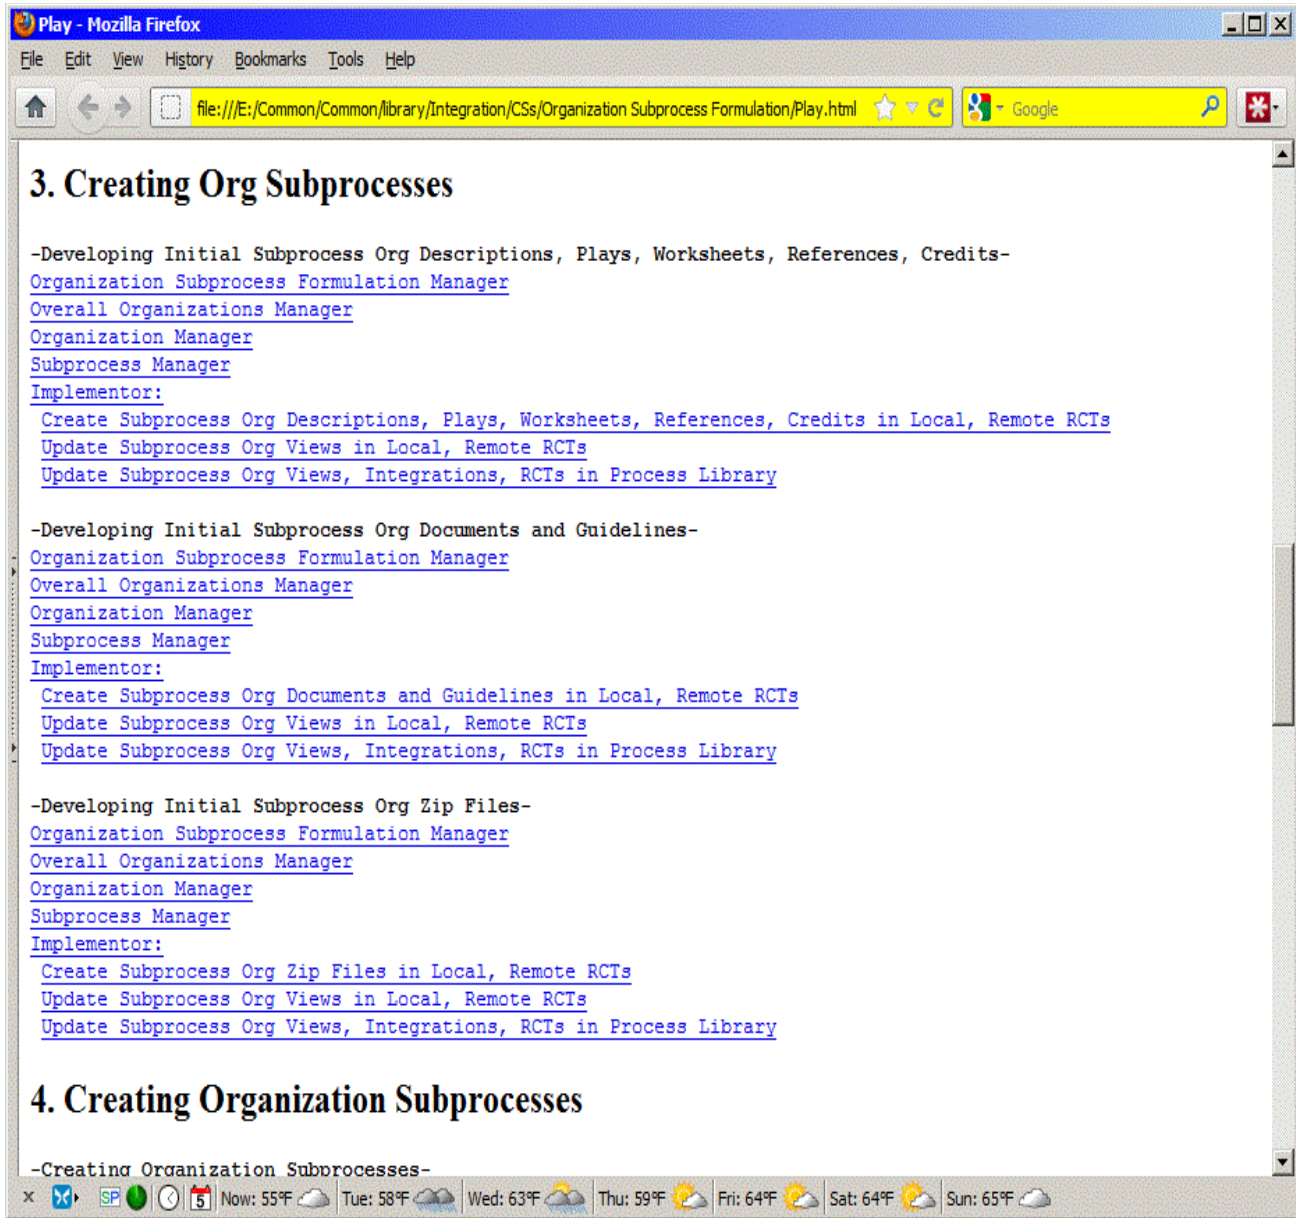 Play - Mozilla Firefox
File Edit View History Bookmarks Tools Help
file:///E:/Common/Common/library/Integration/CSs/Organization Subprocess Formulation/Play.html Google
3. Creating Org Subprocesses
-Developing Initial Subprocess Org Descriptions, Plays, Worksheets, References, Credits-
Organization Subprocess Formulation Manager
Overall Organizations Manager
Organization Manager
Subprocess Manager
Implementor:
Create Subprocess Org Descriptions, Plays, Worksheets, References, Credits in Local, Remote RCTs
Update Subprocess Org Views in Local, Remote RCTs
Update Subprocess Org Views, Integrations, RCTs in Process Library
-Developing Initial Subprocess Org Documents and Guidelines-
Organization Subprocess Formulation Manager
Overall Organizations Manager
Organization Manager
Subprocess Manager
Implementor:
Create Subprocess Org Documents and Guidelines in Local, Remote RCTs
Update Subprocess Org Views in Local, Remote RCTs
Update Subprocess Org Views, Integrations, RCTs in Process Library
-Developing Initial Subprocess Org Zip Files-
Organization Subprocess Formulation Manager
Overall Organizations Manager
Organization Manager
Subprocess Manager
Implementor:
Create Subprocess Org Zip Files in Local, Remote RCTs
Update Subprocess Org Views in Local, Remote RCTs
Update Subprocess Org Views, Integrations, RCTs in Process Library
4. Creating Organization Subprocesses
-Creating Organization Subprocesses-
x SP 5 Now: 55°F Tue: 58°F Wed: 63°F Thu: 59°F Fri: 64°F Sat: 64°F Sun: 65°F